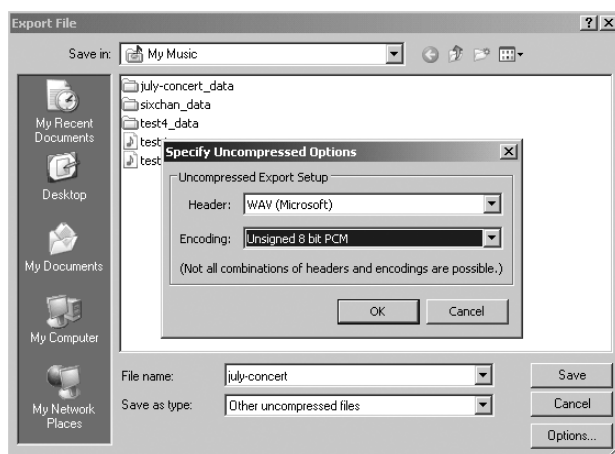 Export File
Save in: My Music
My Recent
Documents
Desktop
My Documents
My Computer
My Network
Places
july-concert_data
sixchan_data
test4_data
test
test
Specify Uncompressed Options
Uncompressed Export Setup
Header: WAV (Microsoft)
Encoding: Unsigned 8 bit PCM
(Not all combinations of headers and encodings are possible.)
OK Cancel
File name: july-concert Save
Save as type: Other uncompressed files Cancel
Options...